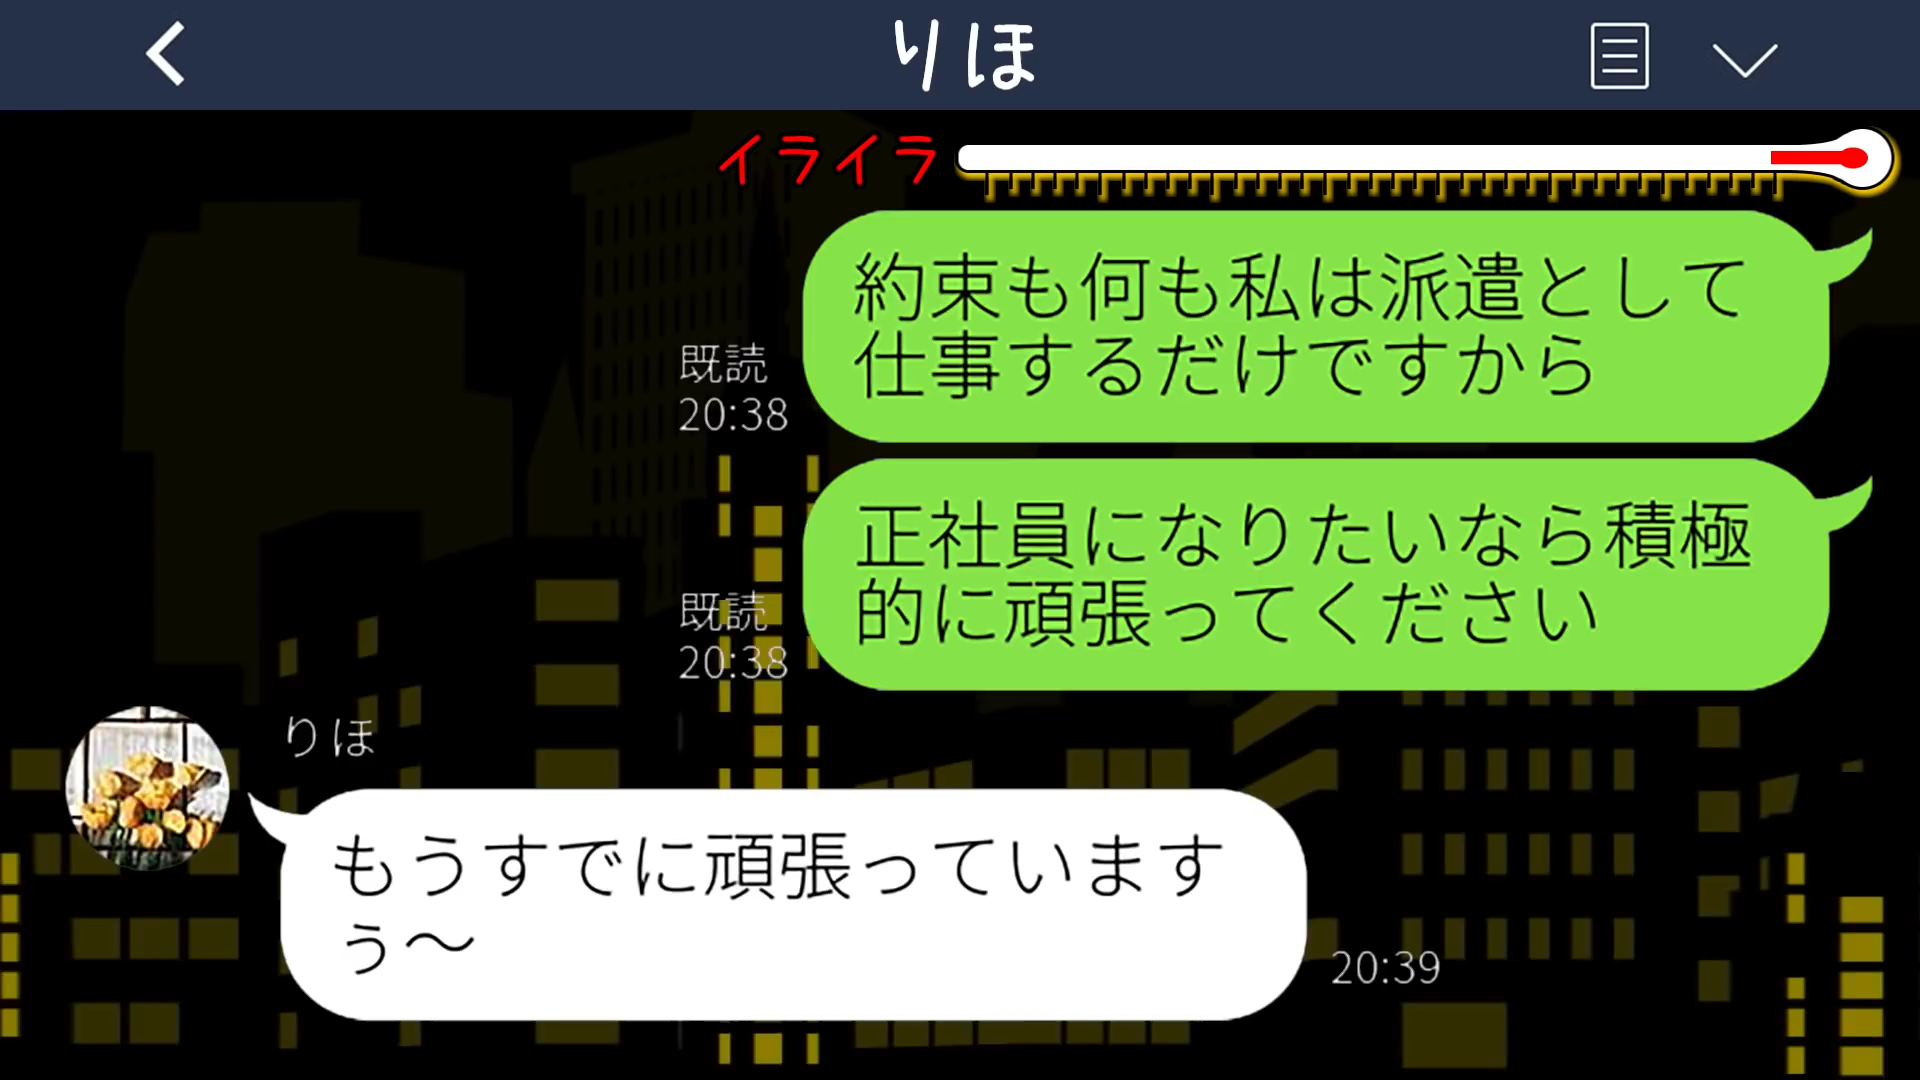 りほ
イライラ
約束も何も私は派遣として
仕事するだけですから
既読
20:38
正社員になりたいなら積極
的に頑張ってください
既読
20:38
りほ
もうすでに頑張っています
ぅ〜
20:39